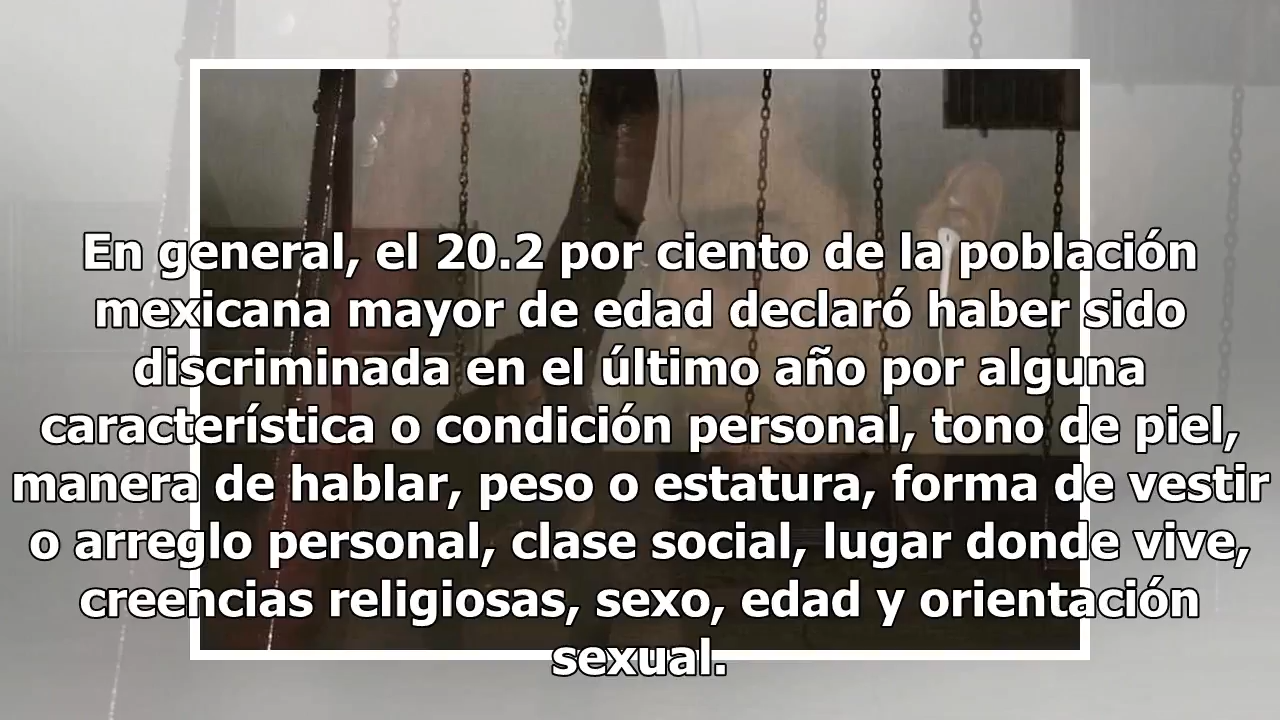 En general, el 20.2 por ciento de la población
mexicana mayor de edad declaró haber sido
discriminada en el último año por alguna
característica o condición personal, tono de piel,
manera de hablar, peso o estatura, forma de vestir
o arreglo personal, clase social, lugar donde vive,
creencias religiosas, sexo, edad y orientación
sexual.